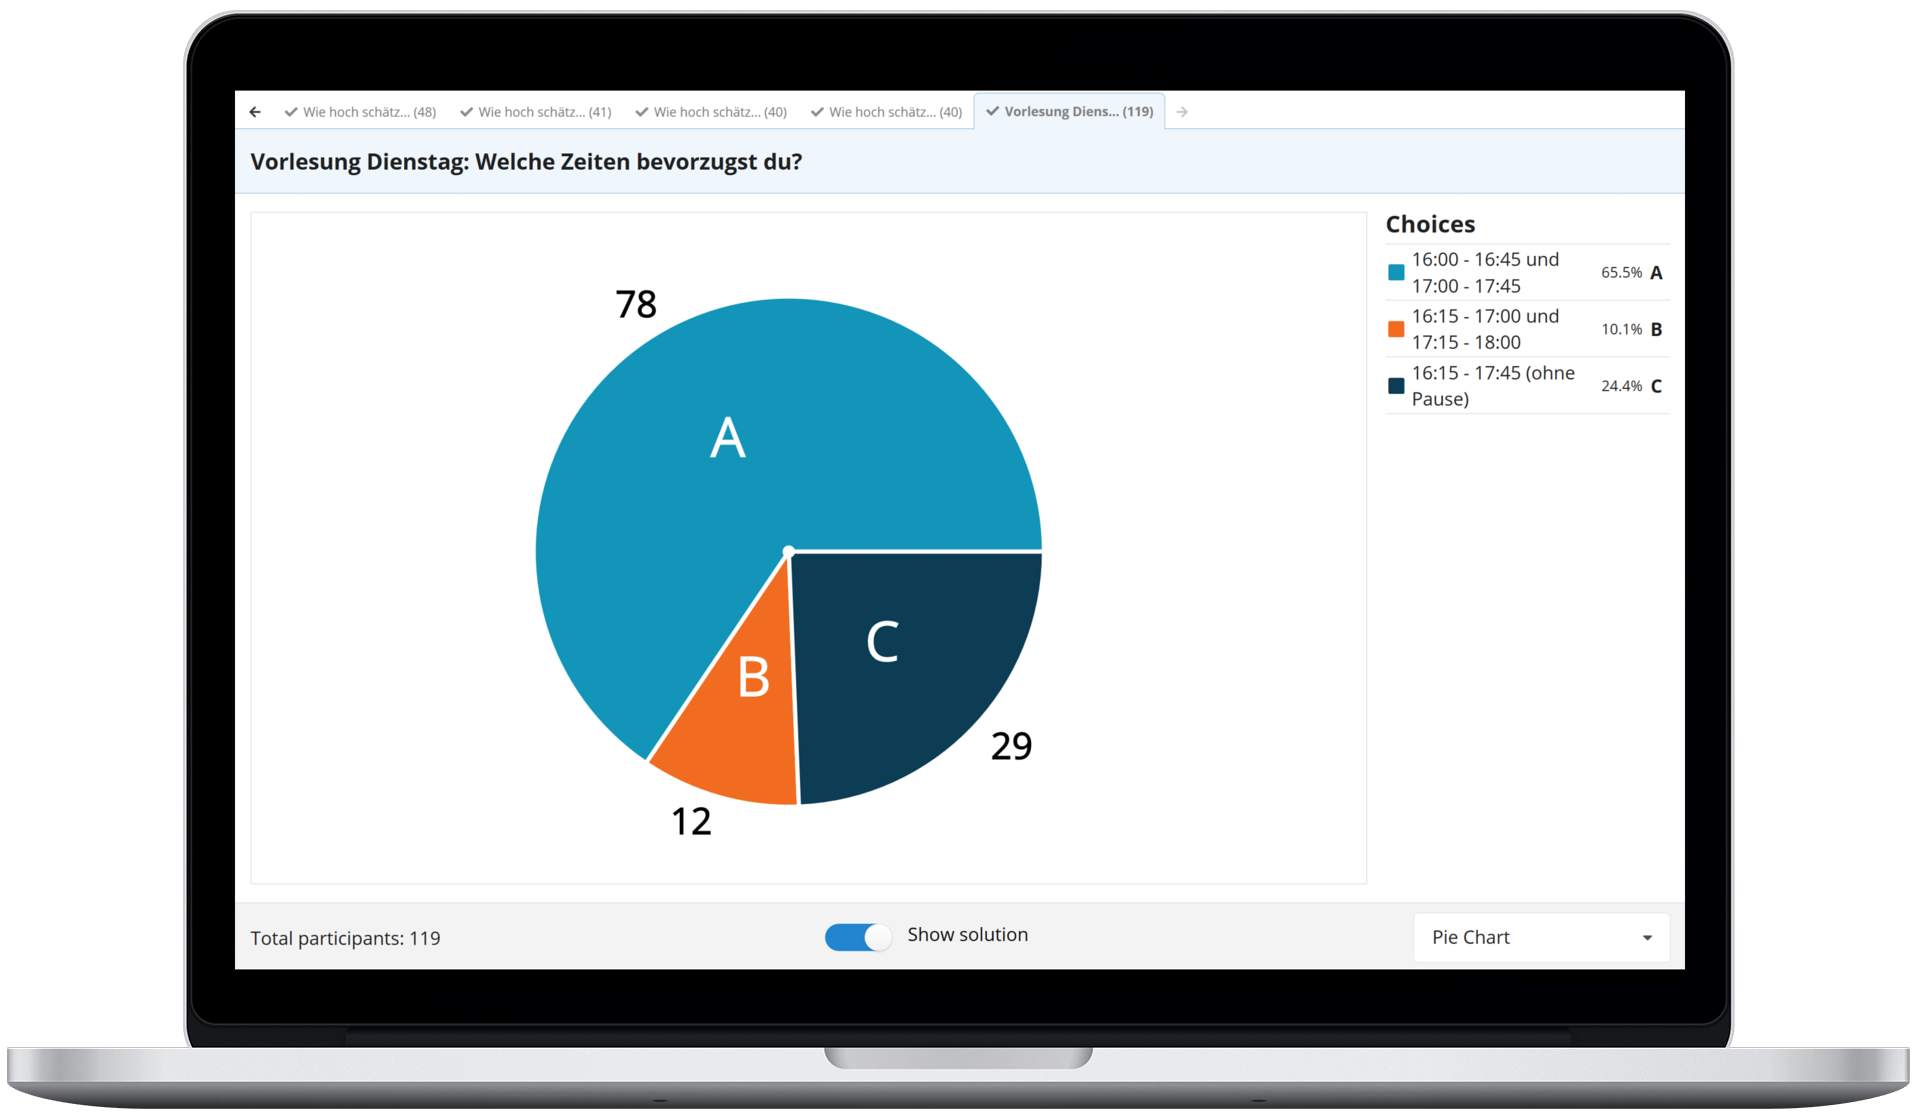 Wie hoch schätz... (48) Wie hoch schätz... (41) Wie hoch schätz... (40) Wie hoch schätz... (40) Vorlesung Diens... (119)
Vorlesung Dienstag: Welche Zeiten bevorzugst du?
78
A
B
C
29
12
Choices
16:00 - 16:45 und
17:00 - 17:45
65.5% A
16:15 - 17:00 und
17:15 - 18:00
10.1% B
16:15 - 17:45 (ohne
Pause)
24.4% C
Total participants: 119
Show solution
Pie Chart